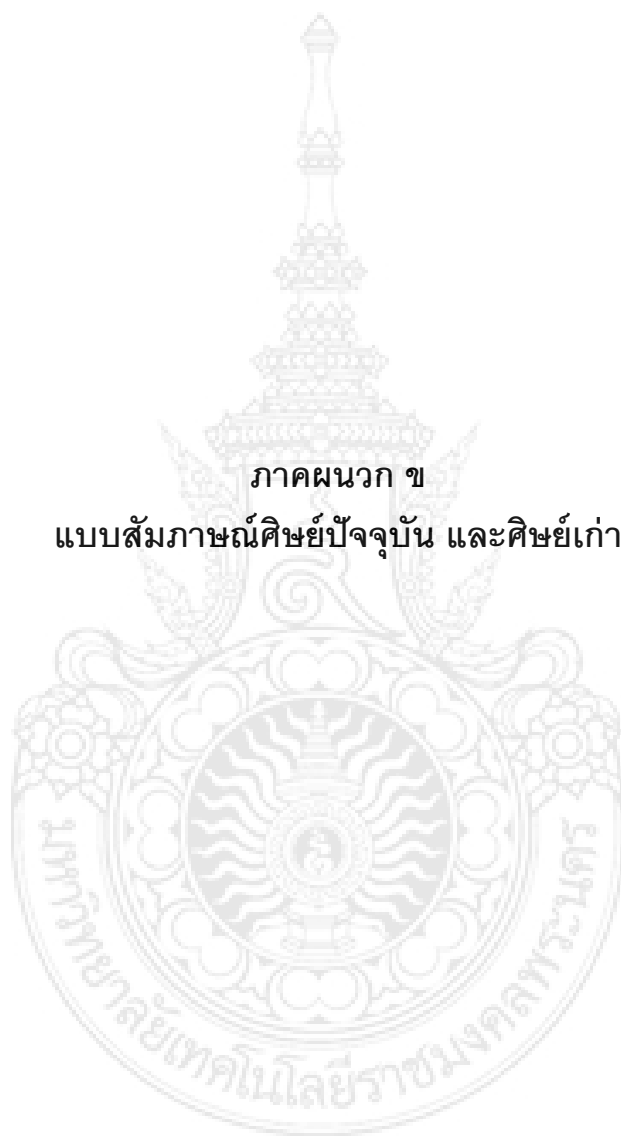 ภาคผนวก ข
แบบสัมภาษณ์ศิษย์ปัจจุบัน และศิษย์เก่า
มหาวิทยาลัยเทคโนโลยีราชมงคลพระนคร